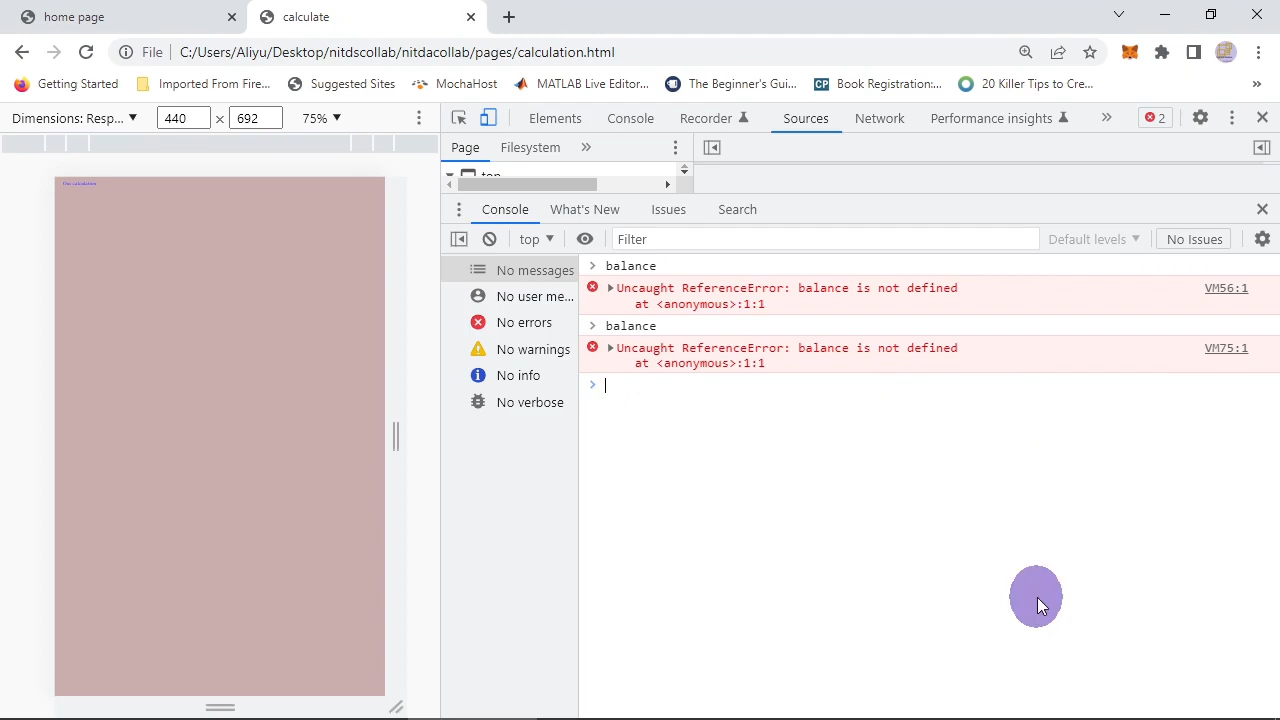 home page
calculate
File
C:/Users/Aliyu/Desktop/nitdscollab/nitdacollab/pages/calculation.html
Getting Started
Imported From Fire...
Suggested Sites
MochaHost
MATLAB Live Editor...
The Beginner's Gui...
CP
Book Registration:...
20 Killer Tips to Cre...
»
Dimensions: Resp... ▼ 440 × 692 75% ▼
Elements Console Recorder Sources Network Performance insights » 2
Page Filesystem »
Our calculation
Console What's New Issues Search
top ▼ Filter Default levels ▼ No Issues
No messages
No user me...
No errors
No warnings
No info
No verbose
> balance
Uncaught ReferenceError: balance is not defined VM56:1
at <anonymous>:1:1
> balance
Uncaught ReferenceError: balance is not defined VM75:1
at <anonymous>:1:1
>